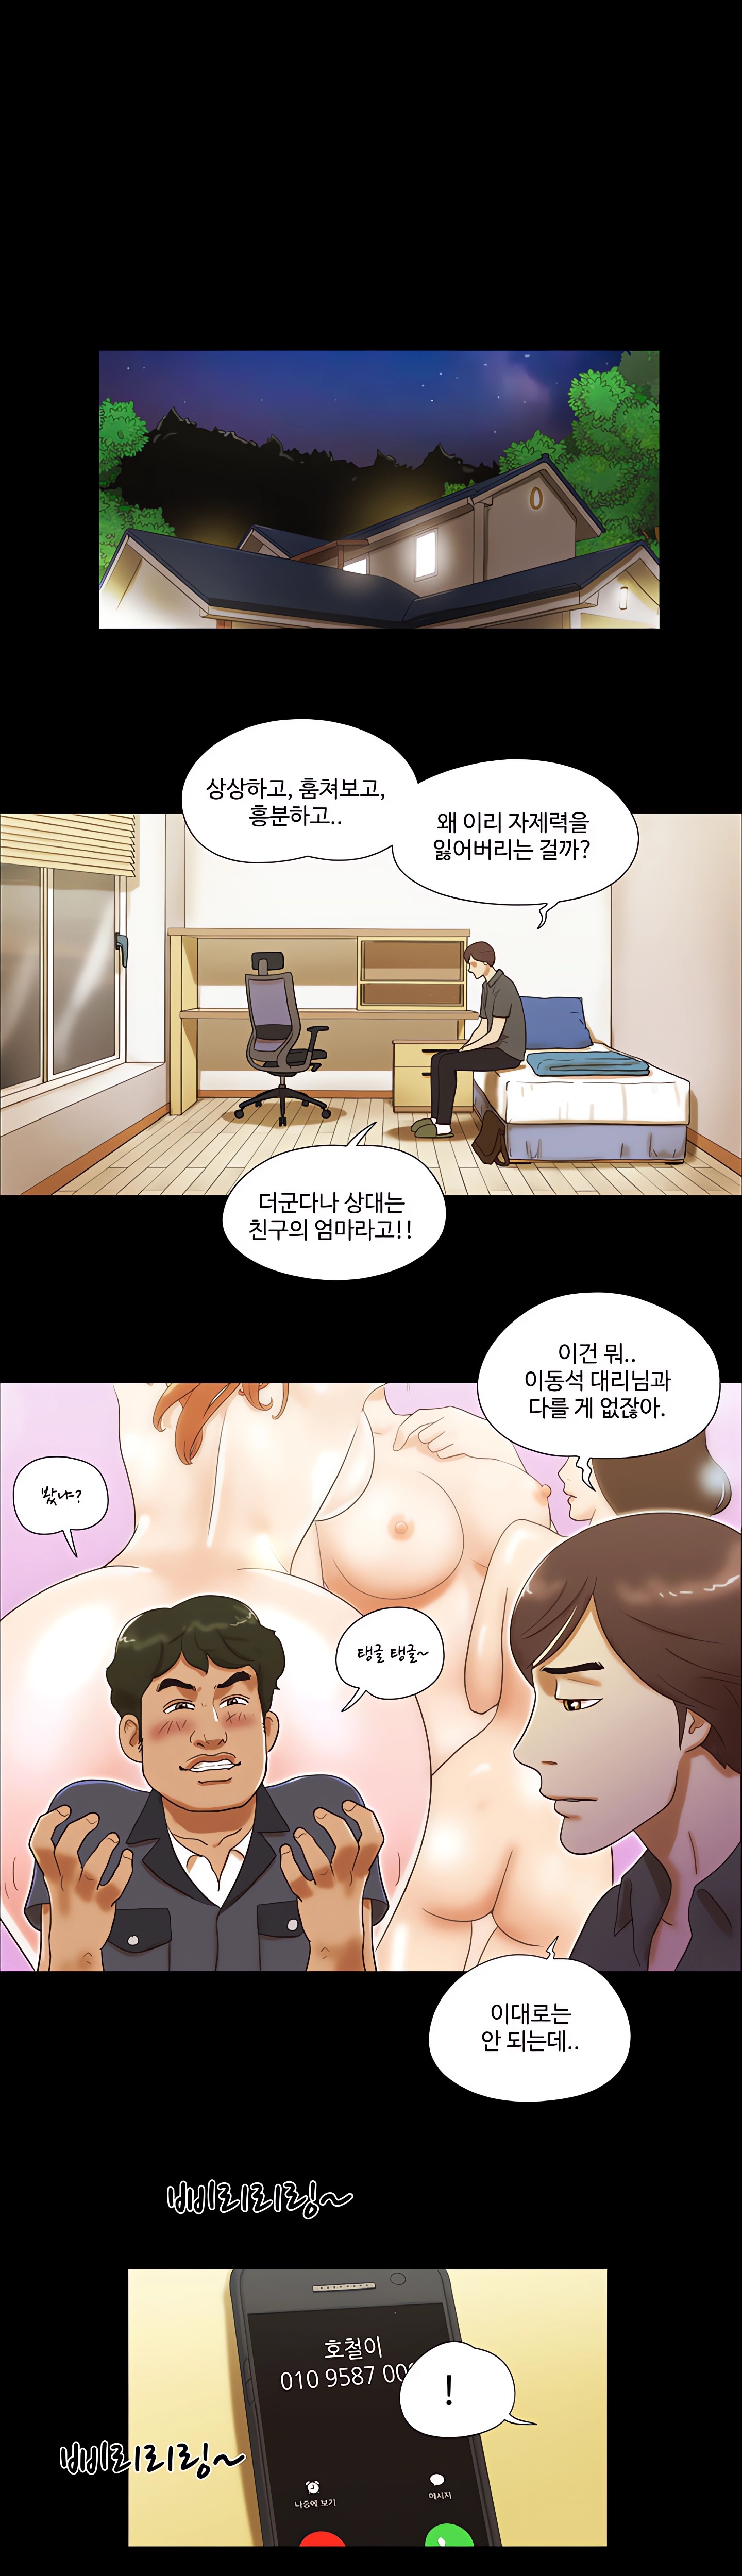 상상하고, 훔쳐보고,
흥분하고..
왜 이리 자제력을
잃어버리는 걸까?
더군다나 상대는
친구의 엄마라고!!
이건 뭐..
이동석 대리님과
다를 게 없잖아.
봤냐?
탱글 탱글~
이대로는
안 되는데..
삐리리리링~
호철이
010 9587 00
!
삐리리링~
나중에 보기
메시지